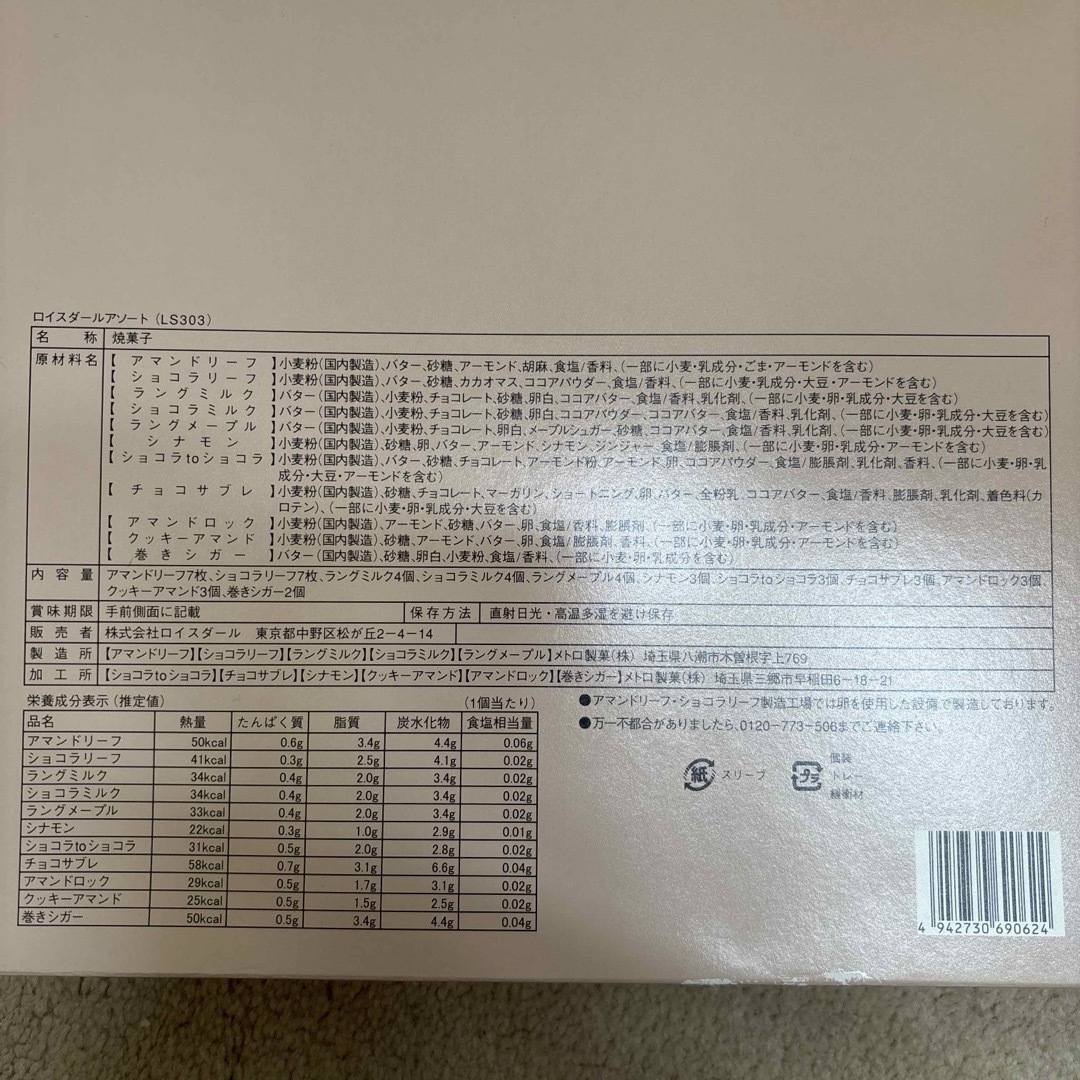 ロイスダールアソート(LS303)
名 称 焼菓子
原材料名 【アマンドリーフ】小麦粉(国内製造)、バター、砂糖、アーモンド、胡麻、食塩/香料、(一部に小麦・乳成分・ごま・アーモンドを含む)
【ショコラリーフ】小麦粉(国内製造)、バター、砂糖、カカオマス、ココアパウダー、食塩/香料、(一部に小麦・乳成分・大豆・アーモンドを含む)
【ラングミルク】バター(国内製造)、小麦粉、チョコレート、砂糖、卵白、ココアバター、食塩/香料、乳化剤、(一部に小麦・卵・乳成分・大豆を含む)
【ショコラミルク】バター(国内製造)、小麦粉、チョコレート、砂糖、卵白、ココアパウダー、ココアバター、食塩/香料、乳化剤、(一部に小麦・卵・乳成分・大豆を含む)
【ラングメープル】バター(国内製造)、小麦粉、チョコレート、卵白、メープルシュガー、砂糖、ココアバター、食塩/香料、乳化剤、(一部に小麦・卵・乳成分・大豆を含む)
【シナモン】小麦粉(国内製造)、砂糖、卵、バター、アーモンド、シナモン、ジンジャー、食塩/膨脹剤、(一部に小麦・卵・乳成分・アーモンドを含む)
【ショコラtoショコラ】小麦粉(国内製造)、バター、砂糖、チョコレート、アーモンド粉、アーモンド、卵、ココアパウダー、食塩/膨脹剤、乳化剤、香料、(一部に小麦・卵・乳
成分・大豆・アーモンドを含む)
【チョコサブレ】小麦粉(国内製造)、砂糖、チョコレート、マーガリン、ショートニング、卵、バター、全粉乳、ココアバター、食塩/香料、膨脹剤、乳化剤、着色料(カ
ロテン)、(一部に小麦・卵・乳成分・大豆を含む)
【アマンドロック】小麦粉(国内製造)、アーモンド、砂糖、バター、卵、食塩/香料、膨脹剤、(一部に小麦・卵・乳成分・アーモンドを含む)
【クッキーアマンド】小麦粉(国内製造)、砂糖、アーモンド、バター、卵、食塩/膨脹剤、香料、(一部に小麦・卵・乳成分・アーモンドを含む)
【巻きシガー】バター(国内製造)、砂糖、卵白、小麦粉、食塩/香料、(一部に小麦・卵・乳成分を含む)
内容量 アマンドリーフ7枚、ショコラリーフ7枚、ラングミルク4個、ショコラミルク4個、ラングメープル4個、シナモン3個、ショコラtoショコラ3個、チョコサブレ3個、アマンドロック3個、
クッキーアマンド3個、巻きシガー2個
賞味期限 手前側面に記載 保存方法 直射日光・高温多湿を避け保存
販売者 株式会社ロイスダール 東京都中野区松が丘2-4-14
製造所 【アマンドリーフ】【ショコラリーフ】【ラングミルク】【ショコラミルク】【ラングメープル】メトロ製菓(株) 埼玉県八潮市木曽根字上769
加工所 【ショコラtoショコラ】【チョコサブレ】【シナモン】【クッキーアマンド】【アマンドロック】【巻きシガー】メトロ製菓(株) 埼玉県三郷市早稲田6-18-21
栄養成分表示(推定値) (1個当たり)
品名 熱量 たんぱく質 脂質 炭水化物 食塩相当量
アマンドリーフ 50kcal 0.6g 3.4g 4.4g 0.06g
ショコラリーフ 41kcal 0.3g 2.5g 4.1g 0.02g
ラングミルク 34kcal 0.4g 2.0g 3.4g 0.02g
ショコラミルク 34kcal 0.4g 2.0g 3.4g 0.02g
ラングメープル 33kcal 0.4g 2.0g 3.4g 0.02g
シナモン 22kcal 0.3g 1.0g 2.9g 0.01g
ショコラtoショコラ 31kcal 0.5g 2.0g 2.8g 0.02g
チョコサブレ 58kcal 0.7g 3.1g 6.6g 0.04g
アマンドロック 29kcal 0.5g 1.7g 3.1g 0.02g
クッキーアマンド 25kcal 0.5g 1.5g 2.5g 0.02g
巻きシガー 50kcal 0.5g 3.4g 4.4g 0.04g
●アマンドリーフ・ショコラリーフ製造工場では卵を使用した設備で製造しております。
●万一不都合がありましたら、0120-773-506までご連絡下さい。
紙 スリーブ
プラ 個装
トレー
緩衝材
4 942730 690624